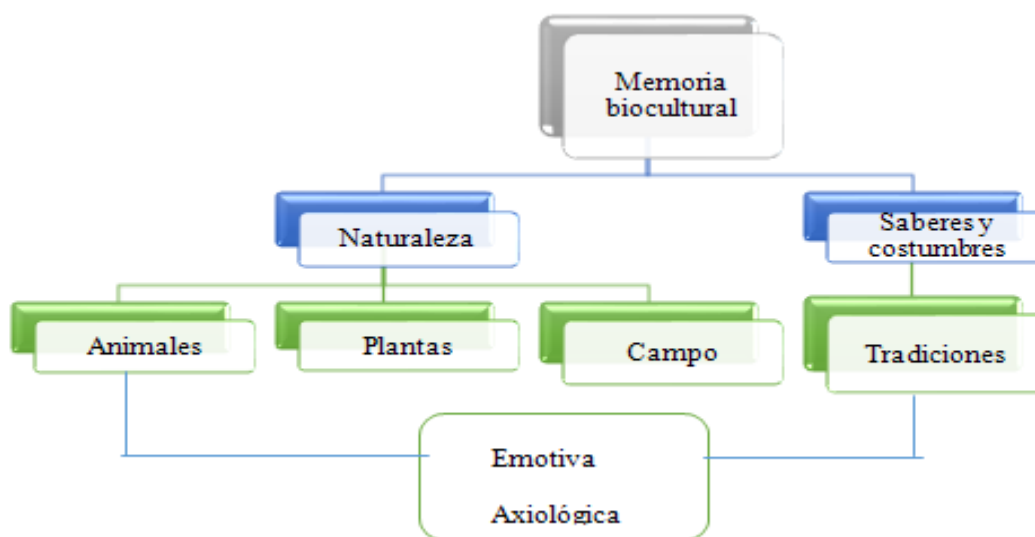 Memoria
biocultural
Naturaleza
Saberes y
costumbres
Animales
Plantas
Campo
Tradiciones
Emotiva
Axiológica